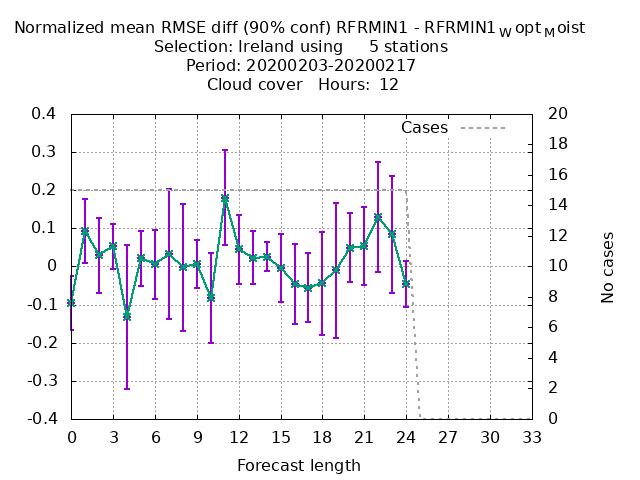 Normalized mean RMSE diff (90% conf) RFRMIN1 - RFRMIN1WoptMoist
Selection: Ireland using 5 stations
Period: 20200203-20200217
Cloud cover Hours: 12
Cases
0.4
0.3
0.2
0.1
0
-0.1
-0.2
-0.3
-0.4
20
18
16
14
12
10
8
6
4
2
0
No cases
0 3 6 9 12 15 18 21 24 27 30 33
Forecast length